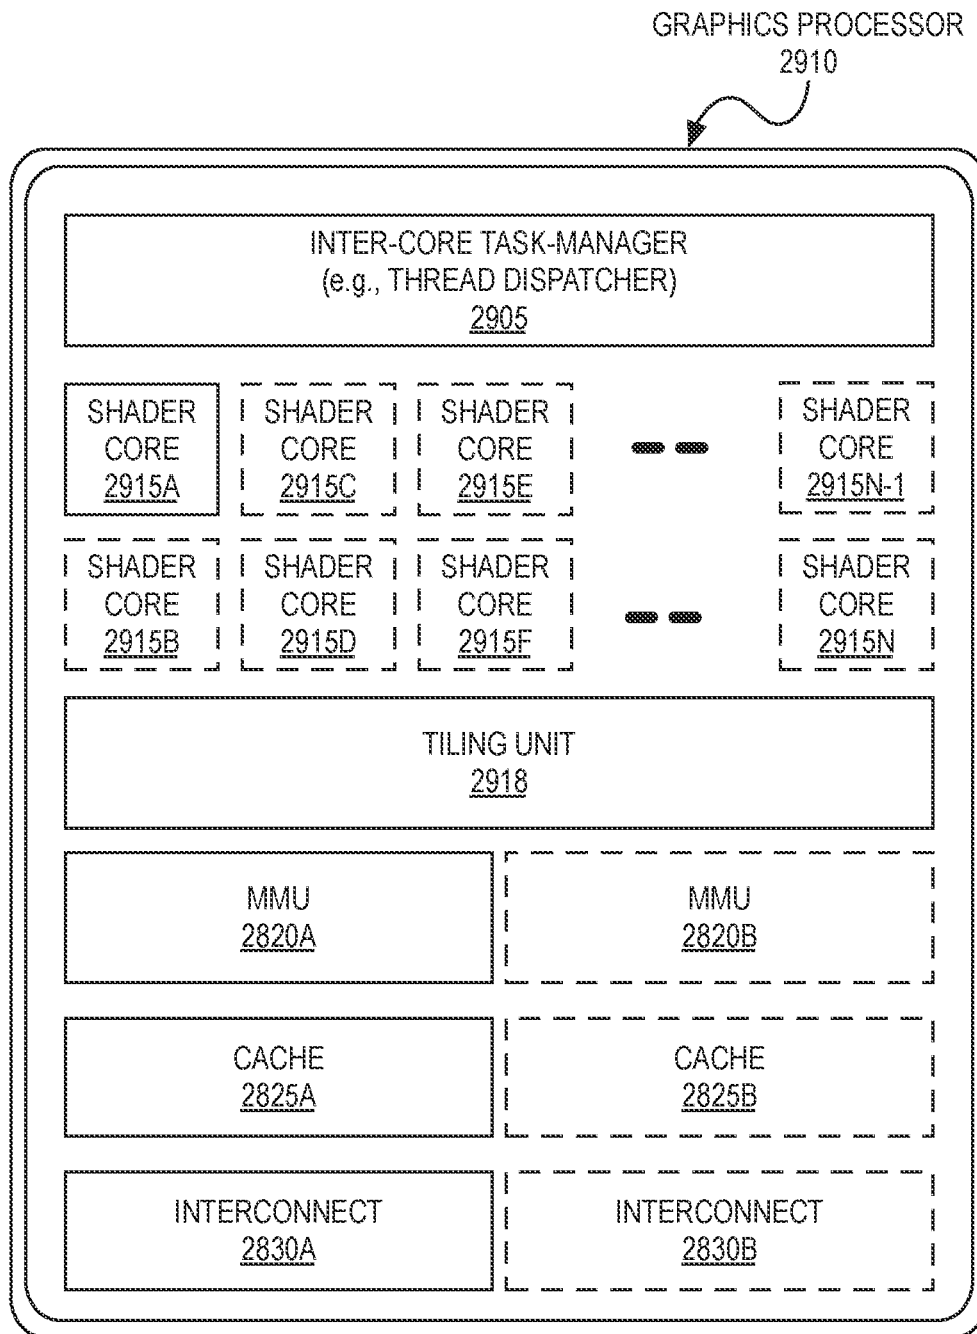 GRAPHICS PROCESSOR
2910
INTER-CORE TASK-MANAGER
(e.g., THREAD DISPATCHER)
2905
SHADER
CORE
2915A
SHADER
CORE
2915C
SHADER
CORE
2915E
SHADER
CORE
2915N-1
SHADER
CORE
2915B
SHADER
CORE
2915D
SHADER
CORE
2915F
SHADER
CORE
2915N
TILING UNIT
2918
MMU
2820A
MMU
2820B
CACHE
2825A
CACHE
2825B
INTERCONNECT
2830A
INTERCONNECT
2830B